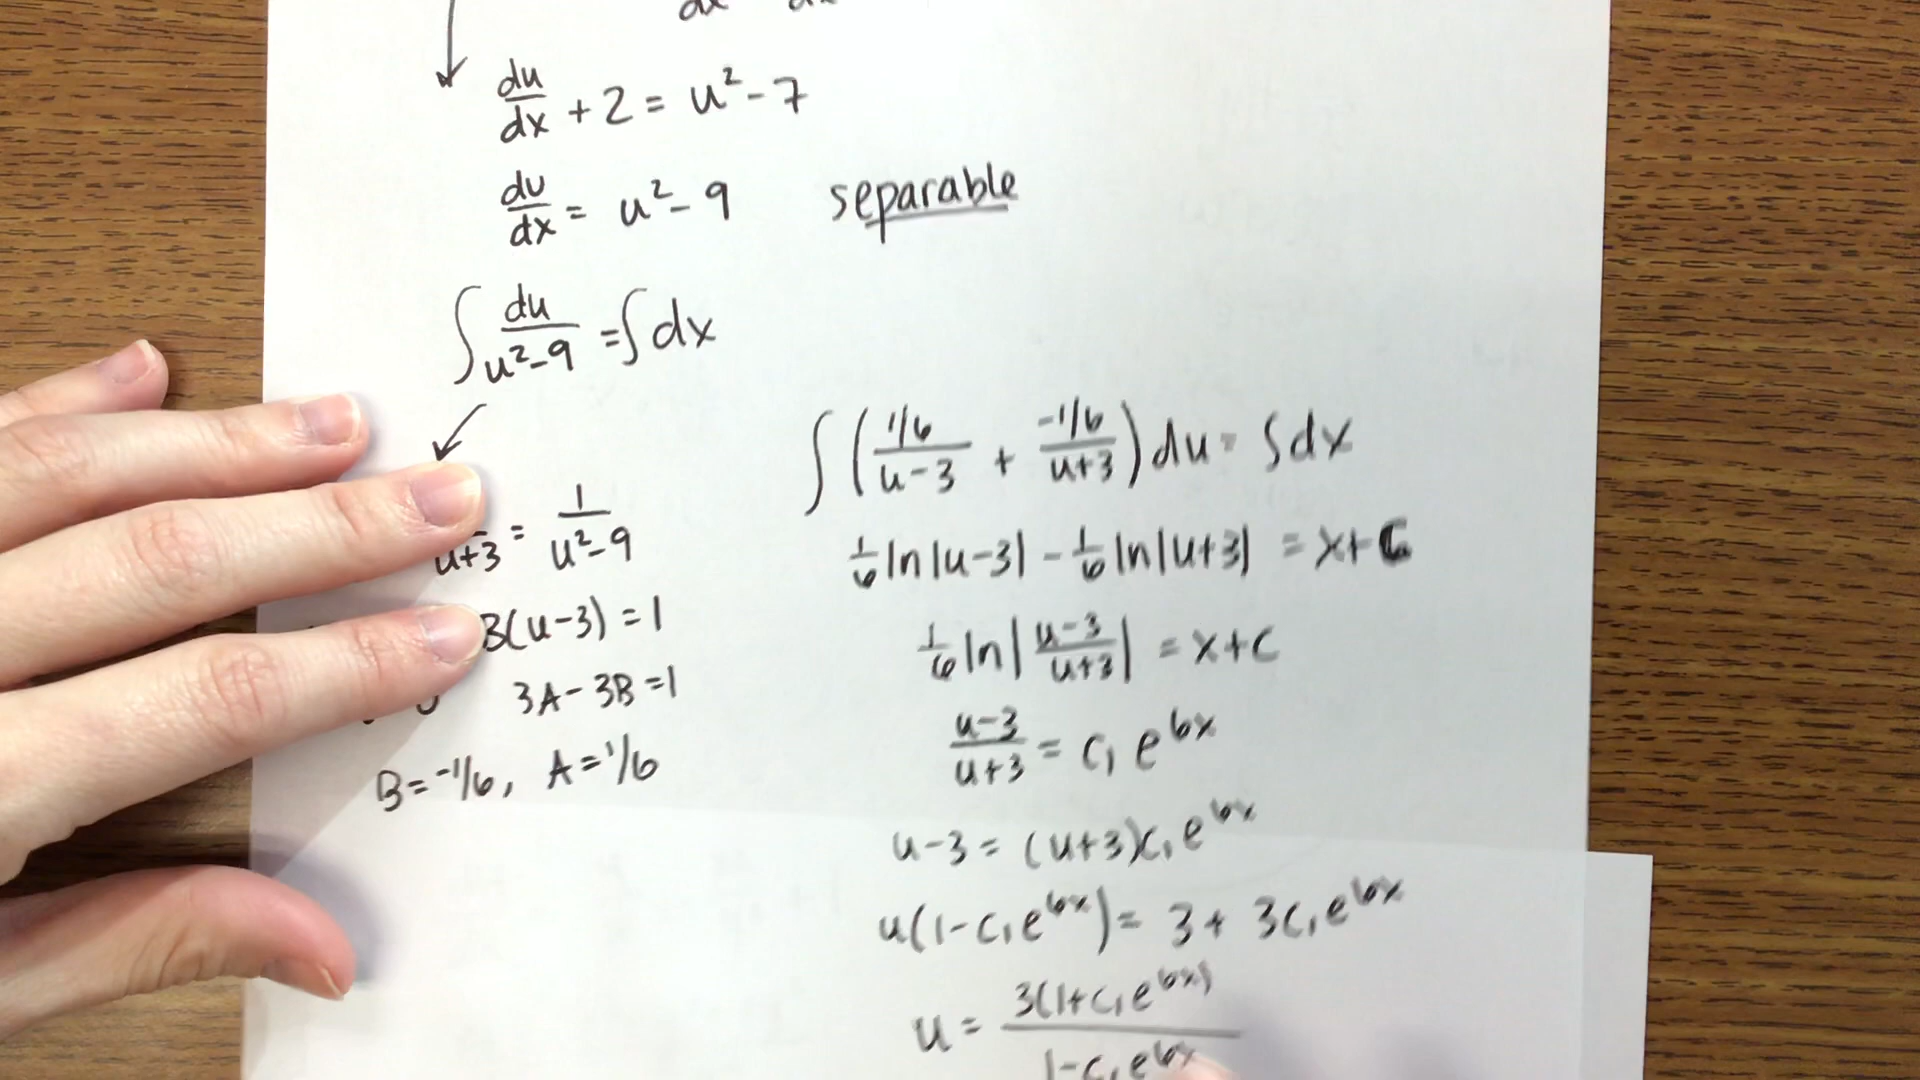 du/dx + 2 = u² - 7
du/dx = u² - 9 separable
∫ du/(u² - 9) = ∫ dx
u+3 = 1/(u² - 9)
B(u - 3) = 1
3A - 3B = 1
B = -1/6, A = 1/6
∫ ( (1/6)/(u - 3) + (-1/6)/(u+3) ) du = ∫ dx
1/6 ln|u-3| - 1/6 ln|u+3| = x + C
1/6 ln| (u-3)/(u+3) | = x + C
(u-3)/(u+3) = C₁ e^(6x)
u - 3 = (u+3)C₁ e^(6x)
u(1 - C₁e^(6x)) = 3 + 3C₁e^(6x)
u = 3(1+C₁e^(6x)) / (1-C₁e^(6x))